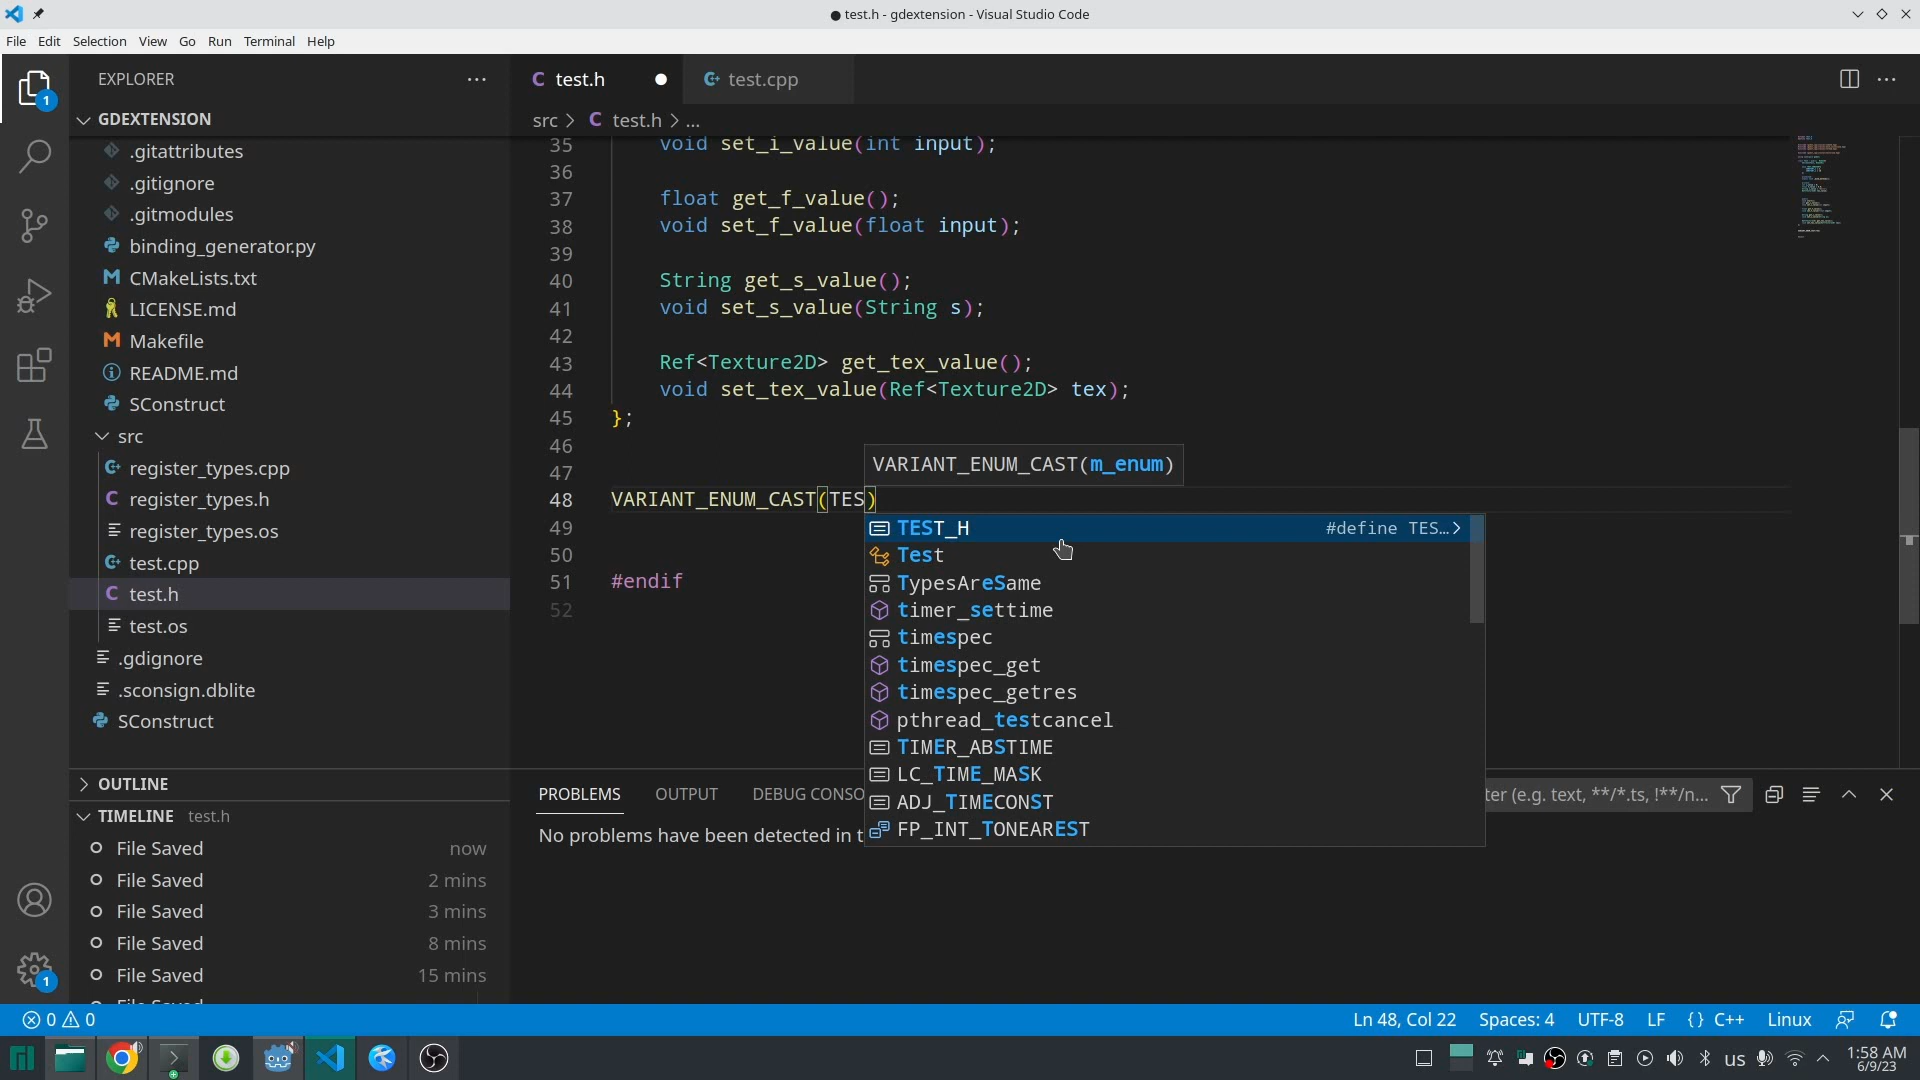 test.h - gdextension - Visual Studio Code
File Edit Selection View Go Run Terminal Help
1
EXPLORER
GDEXTENSION
.gitattributes
.gitignore
.gitmodules
binding_generator.py
CMakeLists.txt
LICENSE.md
Makefile
README.md
SConstruct
src
register_types.cpp
register_types.h
register_types.os
test.cpp
test.h
test.os
.gdignore
.sconsign.dblite
SConstruct
OUTLINE
TIMELINE test.h
File Saved now
File Saved 2 mins
File Saved 3 mins
File Saved 8 mins
File Saved 15 mins
1
test.h test.cpp
src > C test.h > ...
35 void set_i_value(int input);
36
37 float get_f_value();
38 void set_f_value(float input);
39
40 String get_s_value();
41 void set_s_value(String s);
42
43 Ref<Texture2D> get_tex_value();
44 void set_tex_value(Ref<Texture2D> tex);
45 };
46
VARIANT_ENUM_CAST(m_enum)
47
48 VARIANT_ENUM_CAST(TES)
49
50
51 #endif
52
TEST_H #define TES...>
Test
TypesAreSame
timer_settime
timespec
timespec_get
timespec_getres
pthread_testcancel
TIMER_ABSTIME
LC_TIME_MASK
ADJ_TIMECONST
FP_INT_TONEAREST
PROBLEMS OUTPUT DEBUG CONSO
ter (e.g. text, **/*.ts, !**/n...
No problems have been detected in t
0 0 Ln 48, Col 22 Spaces: 4 UTF-8 LF {} C++ Linux
us 1:58 AM
6/9/23